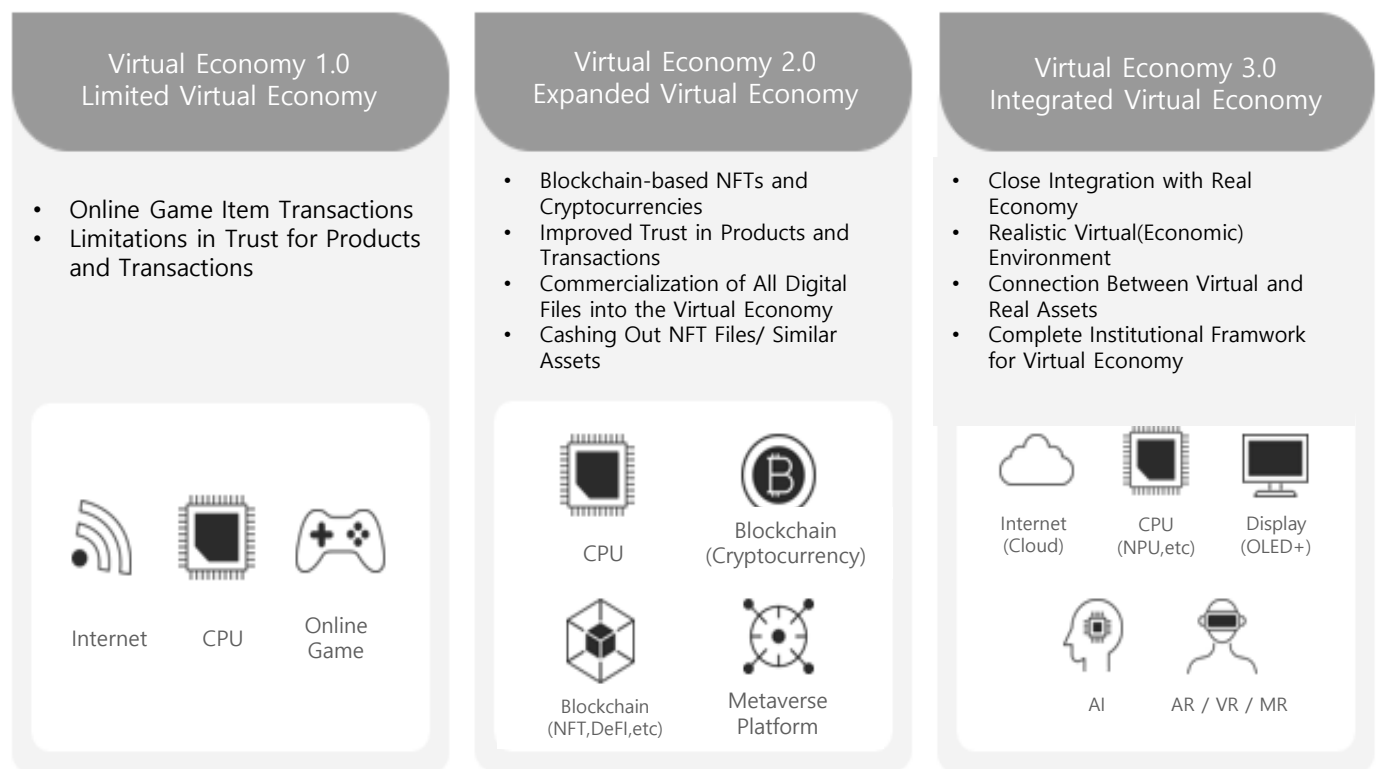 Virtual Economy 1.0
Limited Virtual Economy
• Online Game Item Transactions
• Limitations in Trust for Products
and Transactions
Internet
CPU
Online
Game
Virtual Economy 2.0
Expanded Virtual Economy
• Blockchain-based NFTs and
Cryptocurrencies
• Improved Trust in Products and
Transactions
• Commercialization of All Digital
Files into the Virtual Economy
• Cashing Out NFT Files/ Similar
Assets
CPU
Blockchain
(Cryptocurrency)
Blockchain
(NFT,DeFI,etc)
Metaverse
Platform
Virtual Economy 3.0
Integrated Virtual Economy
• Close Integration with Real
Economy
• Realistic Virtual(Economic)
Environment
• Connection Between Virtual and
Real Assets
• Complete Institutional Framwork
for Virtual Economy
Internet
(Cloud)
CPU
(NPU,etc)
Display
(OLED+)
AI
AR / VR / MR